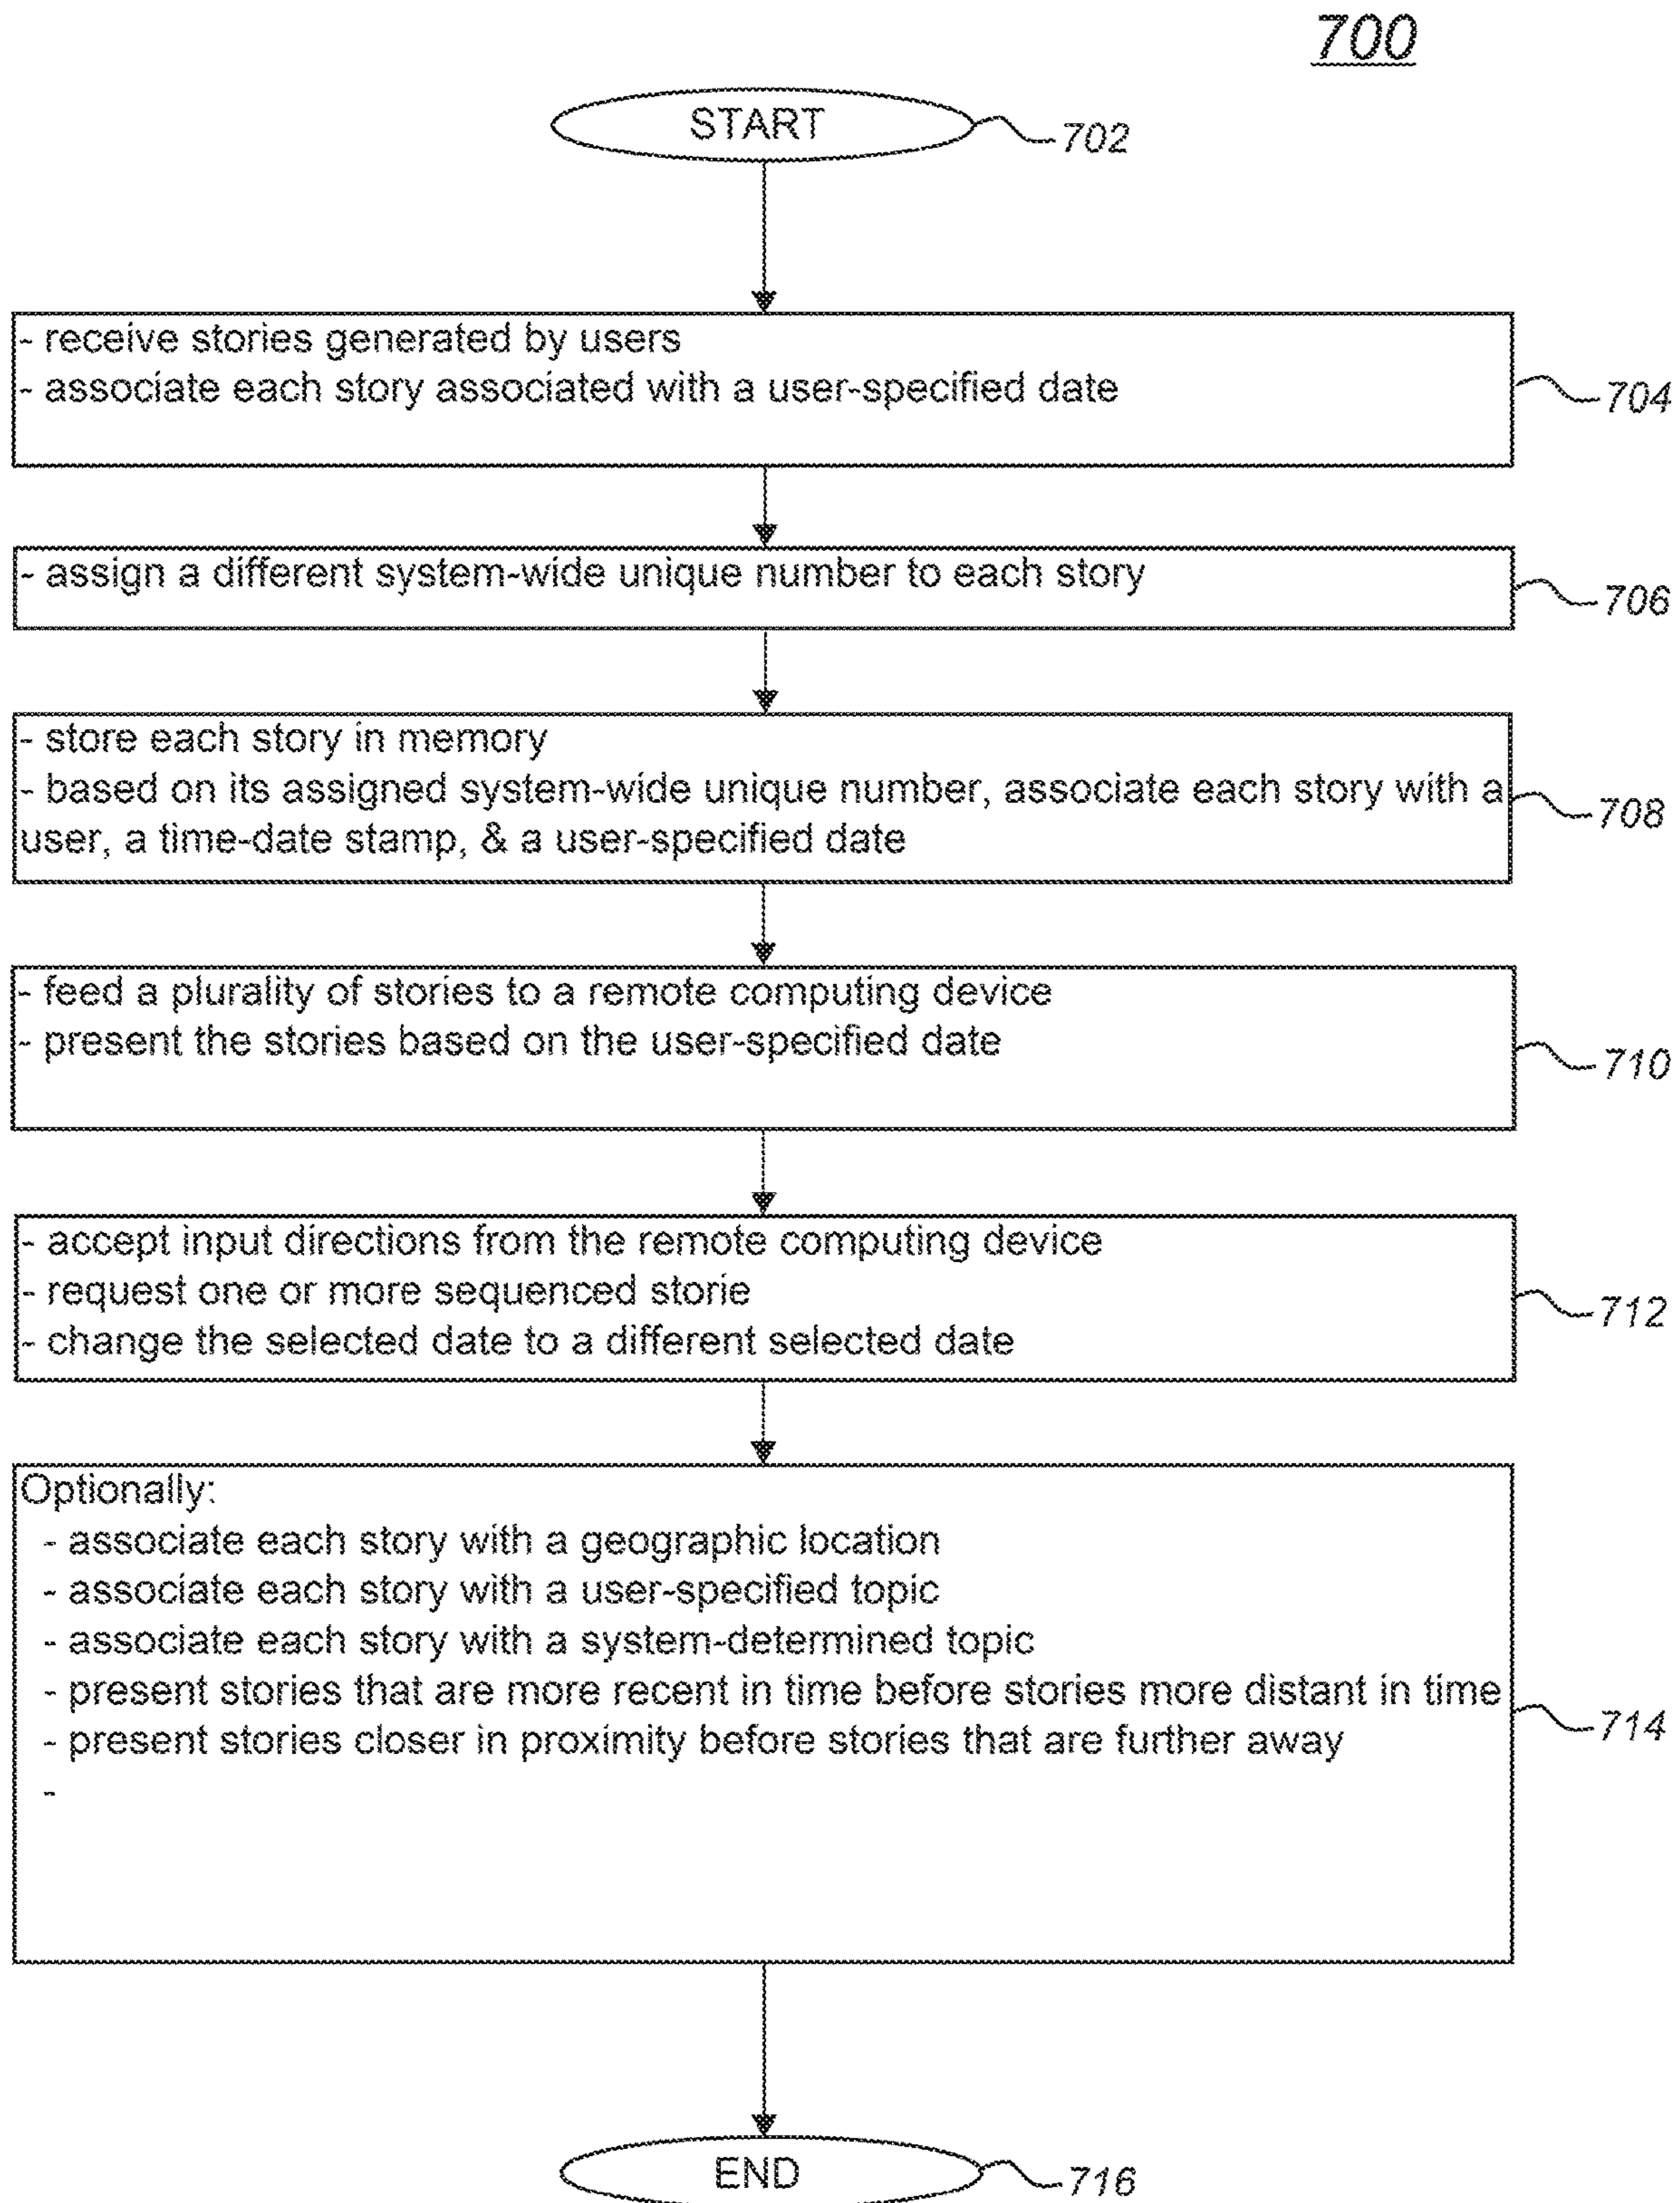 700
START
702
- receive stories generated by users
- associate each story associated with a user-specified date
704
- assign a different system-wide unique number to each story
706
- store each story in memory
- based on its assigned system-wide unique number, associate each story with a
user, a time-date stamp, & a user-specified date
708
- feed a plurality of stories to a remote computing device
- present the stories based on the user-specified date
710
- accept input directions from the remote computing device
- request one or more sequenced storie
- change the selected date to a different selected date
712
Optionally:
- associate each story with a geographic location
- associate each story with a user-specified topic
- associate each story with a system-determined topic
- present stories that are more recent in time before stories more distant in time
- present stories closer in proximity before stories that are further away
-
714
END
716